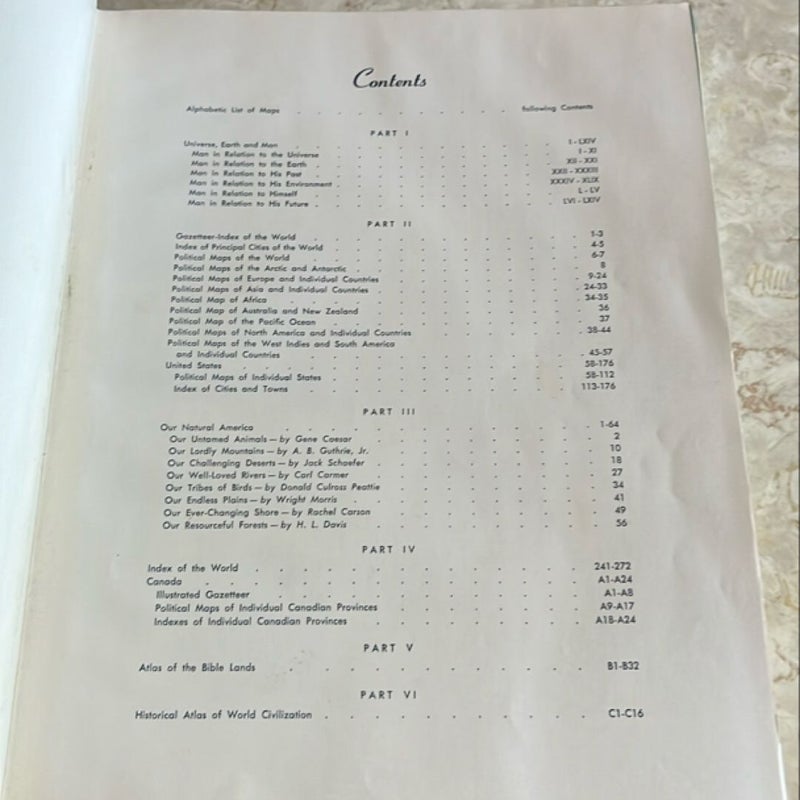 Contents
Alphabetic List of Maps . . . . . . . . . . following Contents
PART I
Universe, Earth and Man . . . . . . . . . . I - LXIV
Man in Relation to the Universe . . . . . . . . . . I - XI
Man in Relation to the Earth . . . . . . . . . . XII - XXI
Man in Relation to His Past . . . . . . . . . . XXII - XXXIII
Man in Relation to His Environment . . . . . . . . . . XXXIV - XLIX
Man in Relation to Himself . . . . . . . . . . L - LV
Man in Relation to His Future . . . . . . . . . . LVI - LXIV
PART II
Gazetteer-Index of the World . . . . . . . . . . 1-3
Index of Principal Cities of the World . . . . . . . . . . 4-5
Political Maps of the World . . . . . . . . . . 6-7
Political Maps of the Arctic and Antarctic . . . . . . . . . . 8
Political Maps of Europe and Individual Countries . . . . . . . . . . 9-24
Political Maps of Asia and Individual Countries . . . . . . . . . . 24-33
Political Map of Africa . . . . . . . . . . 34-35
Political Map of Australia and New Zealand . . . . . . . . . . 36
Political Map of the Pacific Ocean . . . . . . . . . . 37
Political Maps of North America and Individual Countries . . . . . . . . . . 38-44
Political Maps of the West Indies and South America
and Individual Countries . . . . . . . . . . 45-57
United States . . . . . . . . . . 58-176
Political Maps of Individual States . . . . . . . . . . 58-112
Index of Cities and Towns . . . . . . . . . . 113-176
PART III
Our Natural America . . . . . . . . . . 1-64
Our Untamed Animals — by Gene Caesar . . . . . . . . . . 2
Our Lordly Mountains — by A. B. Guthrie, Jr. . . . . . . . . . . 10
Our Challenging Deserts — by Jack Schaefer . . . . . . . . . . 18
Our Well-Loved Rivers — by Carl Carmer . . . . . . . . . . 27
Our Tribes of Birds — by Donald Culross Peattie . . . . . . . . . . 34
Our Endless Plains — by Wright Morris . . . . . . . . . . 41
Our Ever-Changing Shore — by Rachel Carson . . . . . . . . . . 49
Our Resourceful Forests — by H. L. Davis . . . . . . . . . . 56
PART IV
Index of the World . . . . . . . . . . 241-272
Canada . . . . . . . . . . A1-A24
Illustrated Gazetteer . . . . . . . . . . A1-A8
Political Maps of Individual Canadian Provinces . . . . . . . . . . A9-A17
Indexes of Individual Canadian Provinces . . . . . . . . . . A18-A24
PART V
Atlas of the Bible Lands . . . . . . . . . . B1-B32
PART VI
Historical Atlas of World Civilization . . . . . . . . . . C1-C16